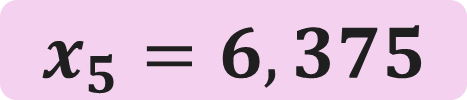 x₅ = 6,375